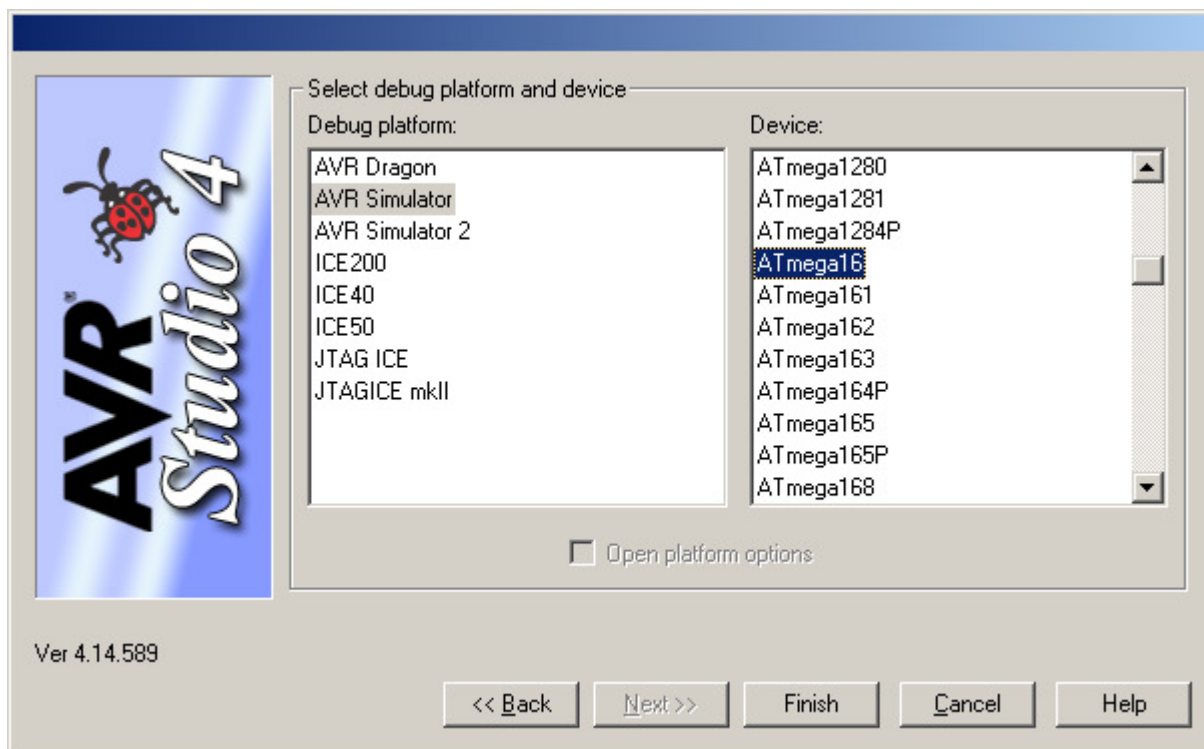 AVR® Studio 4
Select debug platform and device
Debug platform:
AVR Dragon
AVR Simulator
AVR Simulator 2
ICE200
ICE40
ICE50
JTAG ICE
JTAGICE mkII
Device:
ATmega1280
ATmega1281
ATmega1284P
ATmega16
ATmega161
ATmega162
ATmega163
ATmega164P
ATmega165
ATmega165P
ATmega168
Open platform options
Ver 4.14.589
<< Back
Next >>
Finish
Cancel
Help